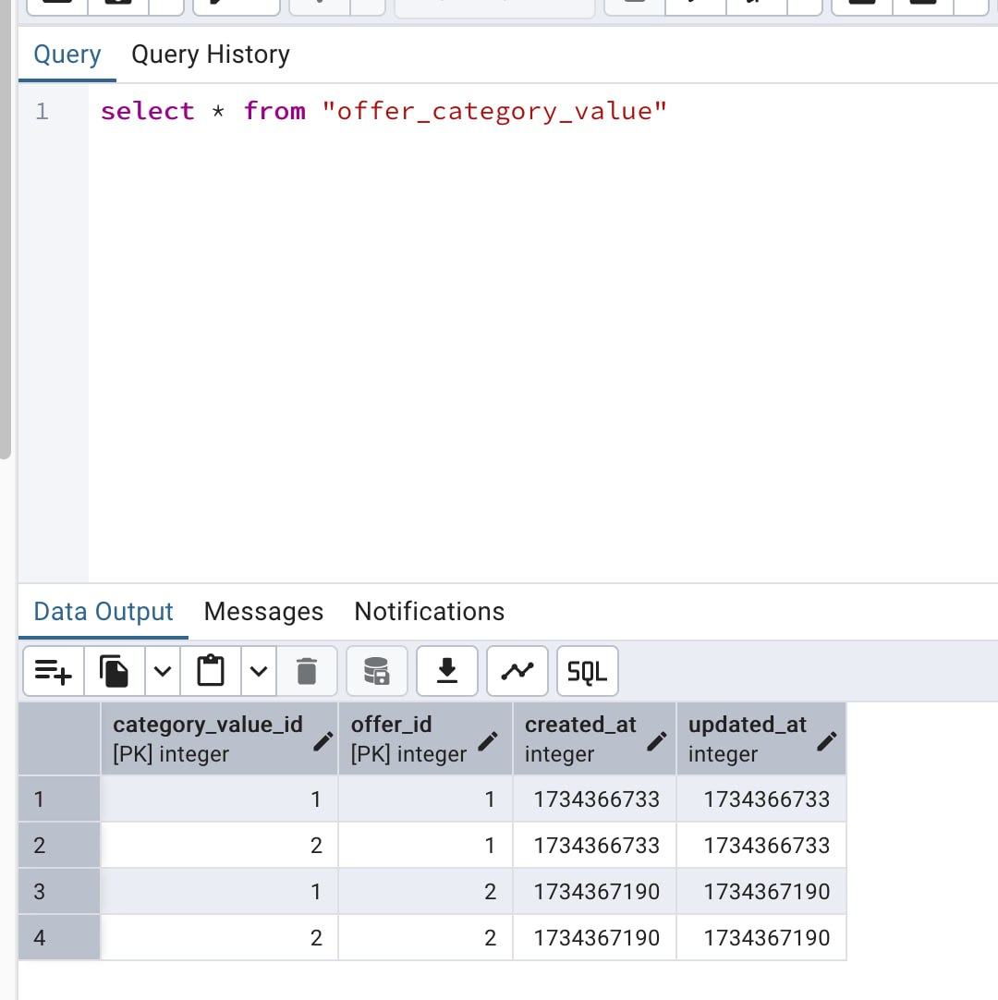 Query Query History
1 select * from "offer_category_value"
Data Output Messages Notifications
SQL
category_value_id offer_id created_at updated_at
[PK] integer [PK] integer integer integer
1 1 1 1734366733 1734366733
2 2 1 1734366733 1734366733
3 1 2 1734367190 1734367190
4 2 2 1734367190 1734367190